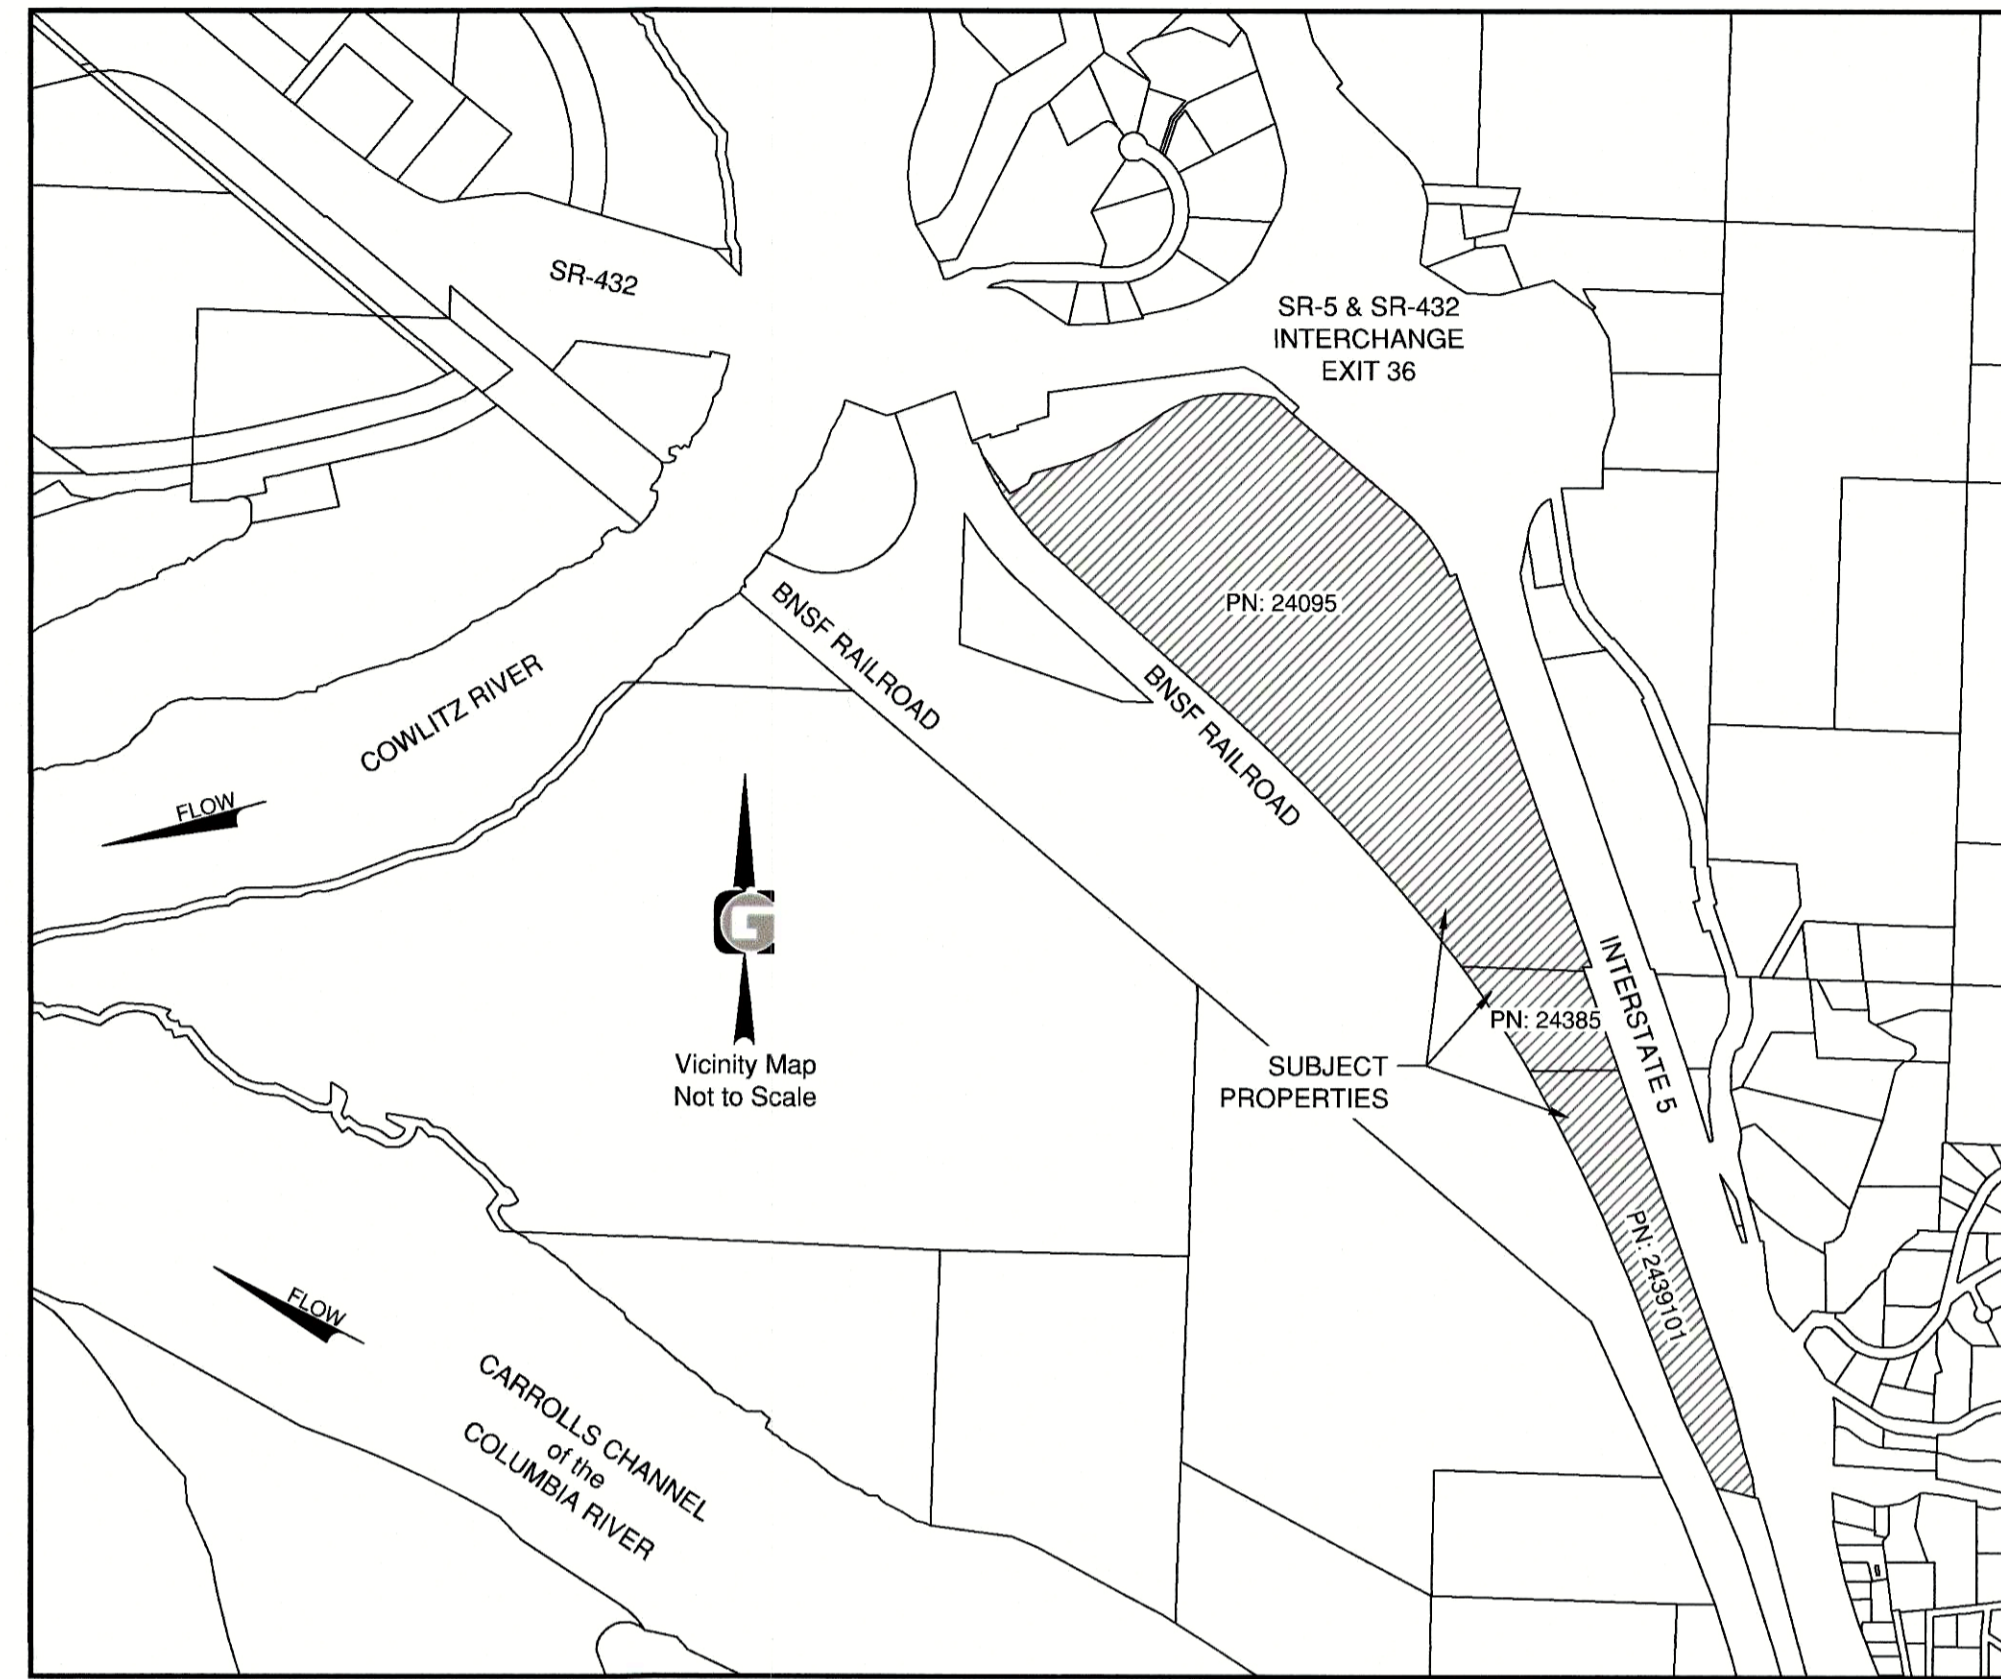 SR-432
SR-5 & SR-432
INTERCHANGE
EXIT 36
PN: 24095
BNSF RAILROAD
BNSF RAILROAD
COWLITZ RIVER
FLOW
G
INTERSTATE 5
PN: 24385
Vicinity Map
Not to Scale
SUBJECT
PROPERTIES
PN: 2439101
FLOW
CARROLLS CHANNEL
of the
COLUMBIA RIVER